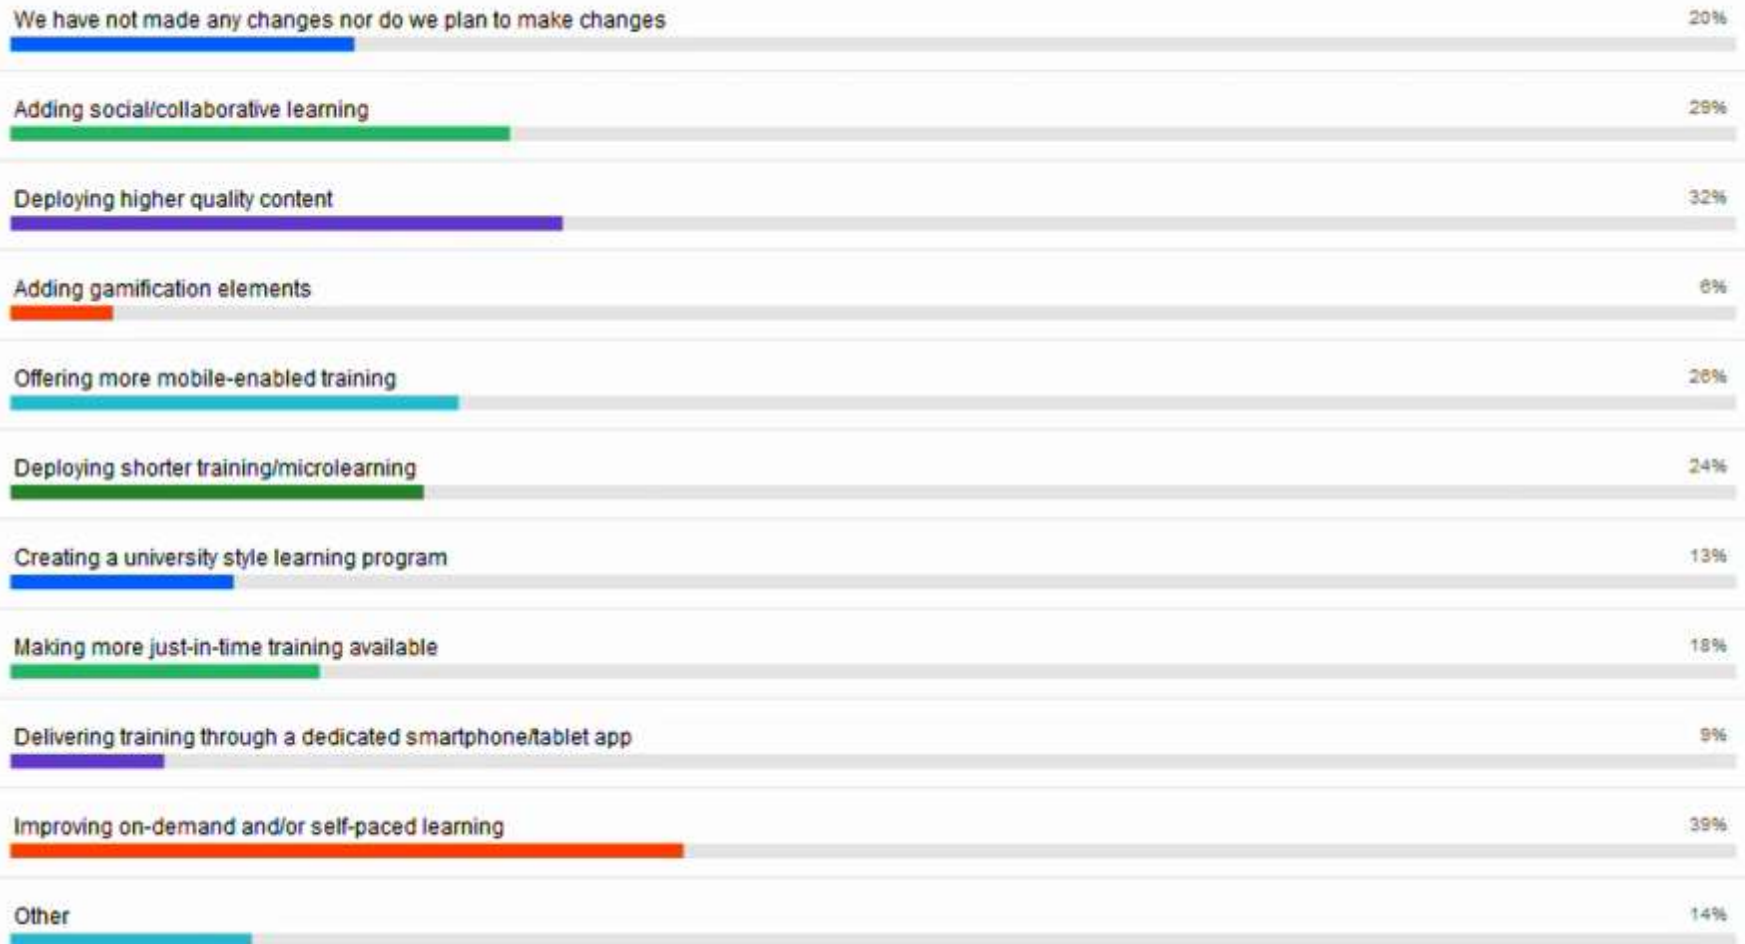 We have not made any changes nor do we plan to make changes 20%
Adding social/collaborative learning 29%
Deploying higher quality content 32%
Adding gamification elements 6%
Offering more mobile-enabled training 26%
Deploying shorter training/microlearning 24%
Creating a university style learning program 13%
Making more just-in-time training available 18%
Delivering training through a dedicated smartphone/tablet app 9%
Improving on-demand and/or self-paced learning 39%
Other 14%